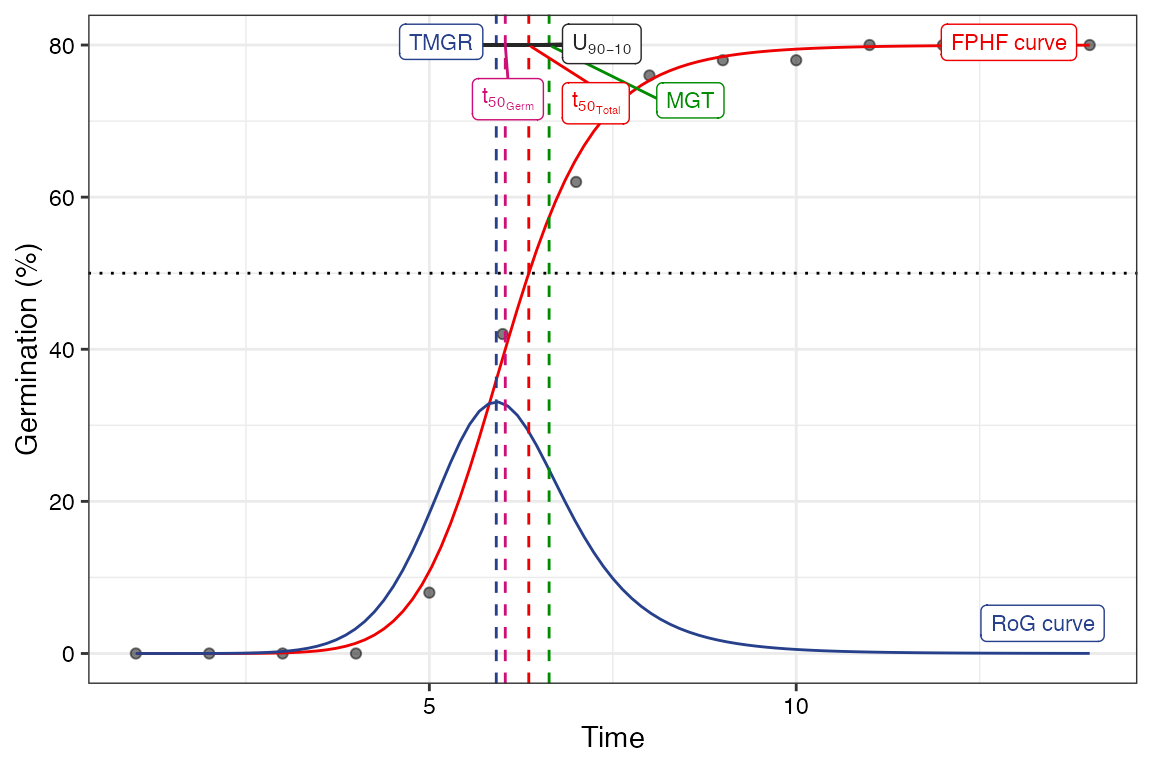 TMGR
U90−10
FPHF curve
t50Germ
t50Total
MGT
RoG curve
80
60
40
20
0
Germination (%)
5
10
Time